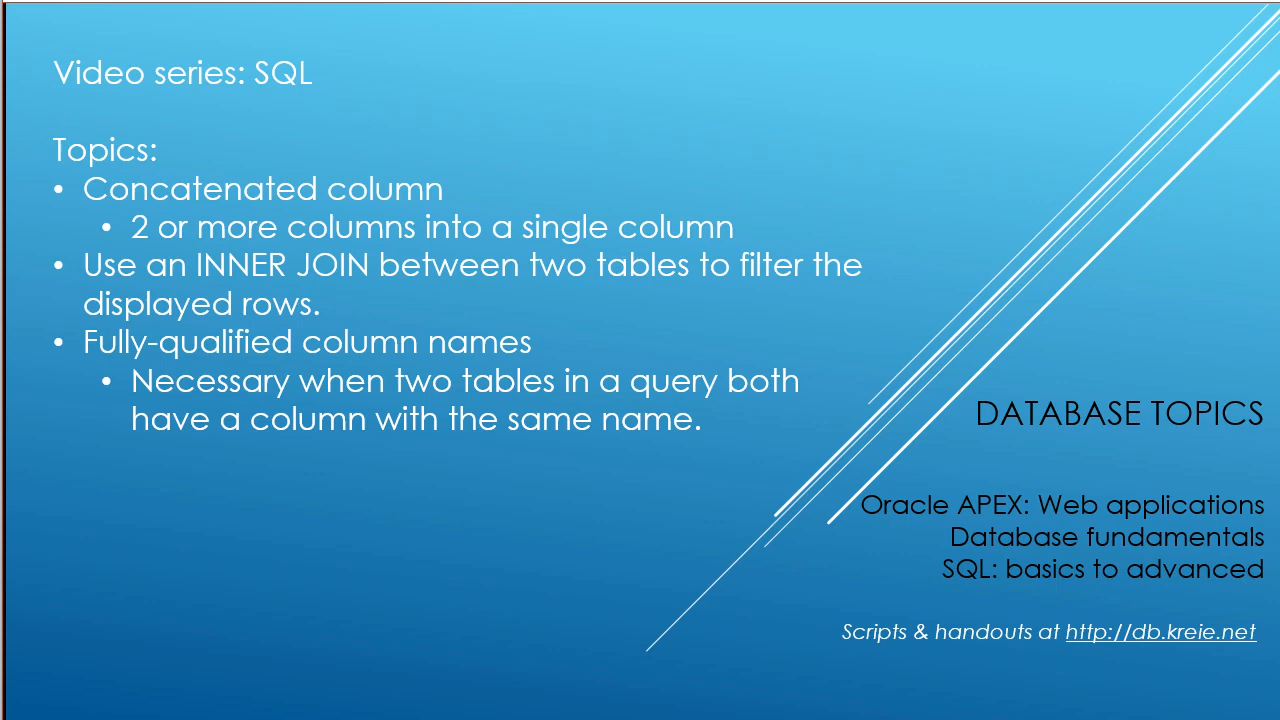 Video series: SQL
Topics:
• Concatenated column
• 2 or more columns into a single column
• Use an INNER JOIN between two tables to filter the
displayed rows.
• Fully-qualified column names
• Necessary when two tables in a query both
have a column with the same name.
DATABASE TOPICS
Oracle APEX: Web applications
Database fundamentals
SQL: basics to advanced
Scripts & handouts at http://db.kreie.net